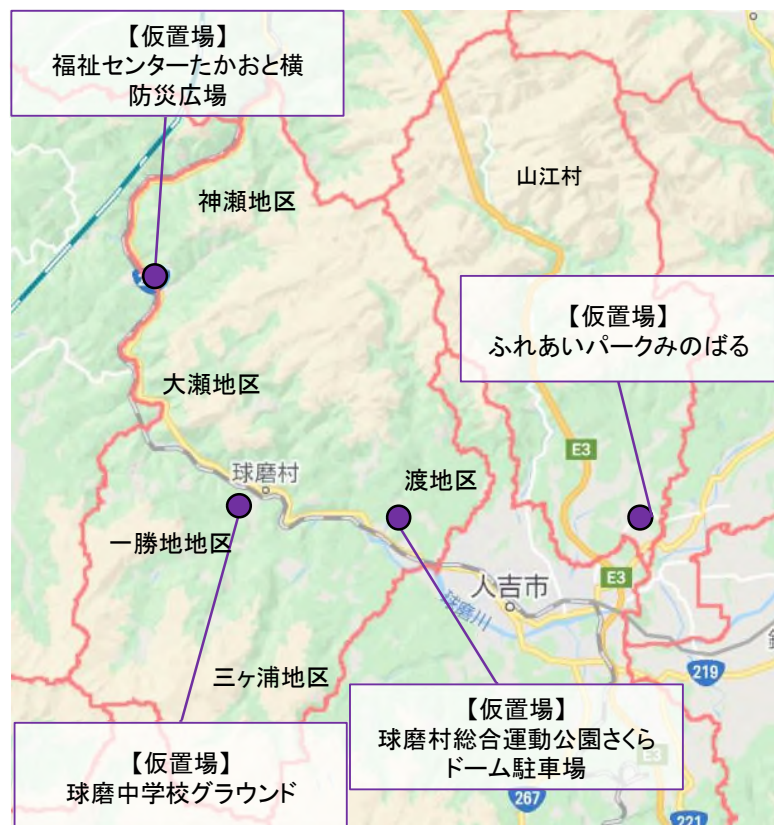 【仮置場】
福祉センターたかおと横
防災広場
神瀬地区
山江村
【仮置場】
ふれあいパークみのばる
大瀬地区
E3
球磨村
渡地区
一勝地地区
E3
人吉市
球磨川
三ヶ浦地区
219
【仮置場】
球磨村総合運動公園さくら
ドーム駐車場
【仮置場】
球磨中学校グラウンド
267
221